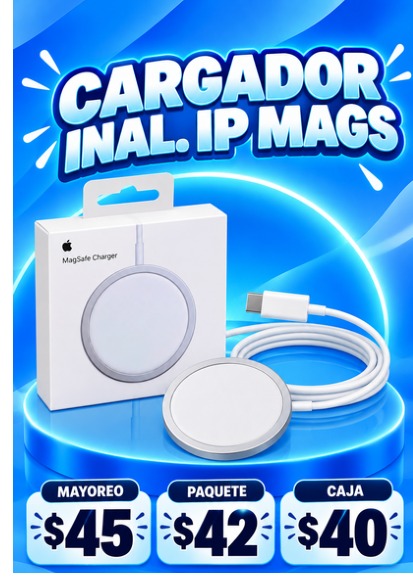 CARGADOR
INAL. IP MAGS
MagSafe Charger
MAYOREO
$45
PAQUETE
$42
CAJA
$40